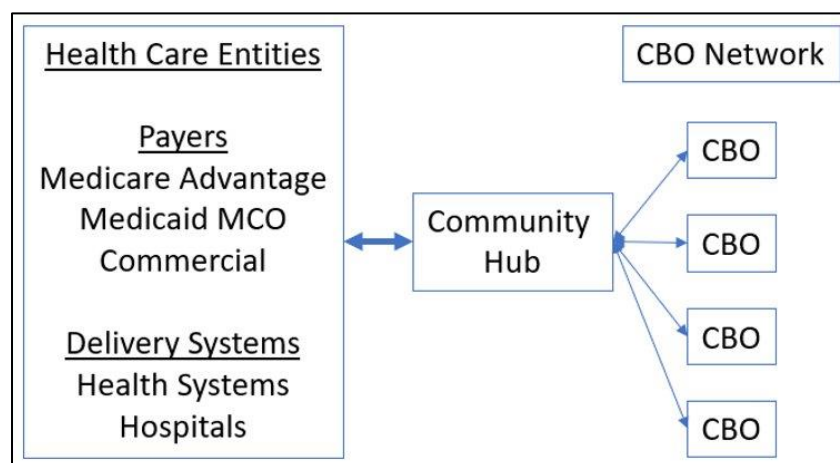 Health Care Entities
Payers
Medicare Advantage
Medicaid MCO
Commercial
Delivery Systems
Health Systems
Hospitals
Community
Hub
CBO Network
CBO
CBO
CBO
CBO